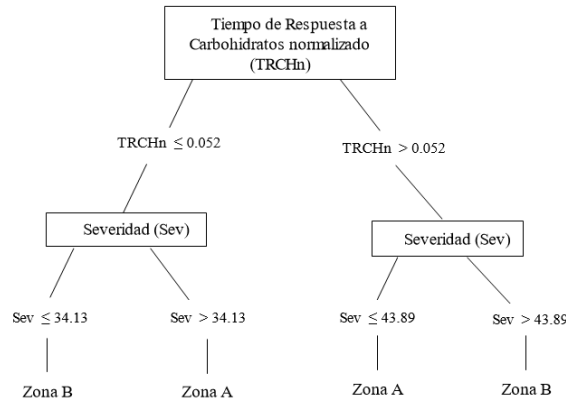 Tiempo de Respuesta a
Carbohidratos normalizado
(TRCHn)
TRCHn ≤ 0.052
TRCHn > 0.052
Severidad (Sev)
Severidad (Sev)
Sev ≤ 34.13
Sev > 34.13
Sev ≤ 43.89
Sev > 43.89
Zona B
Zona A
Zona A
Zona B